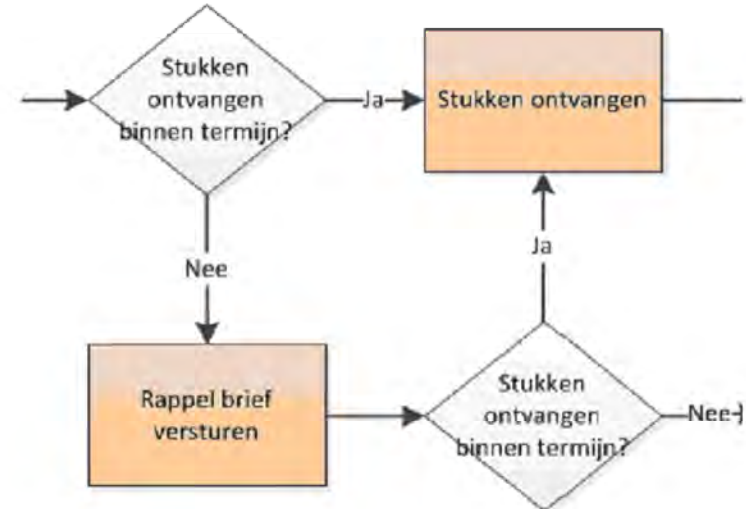 Stukken
ontvangen
binnen termijn?
Ja
Stukken ontvangen
Nee
Ja
Rappel brief
versturen
Stukken
ontvangen
binnen termijn?
Nee